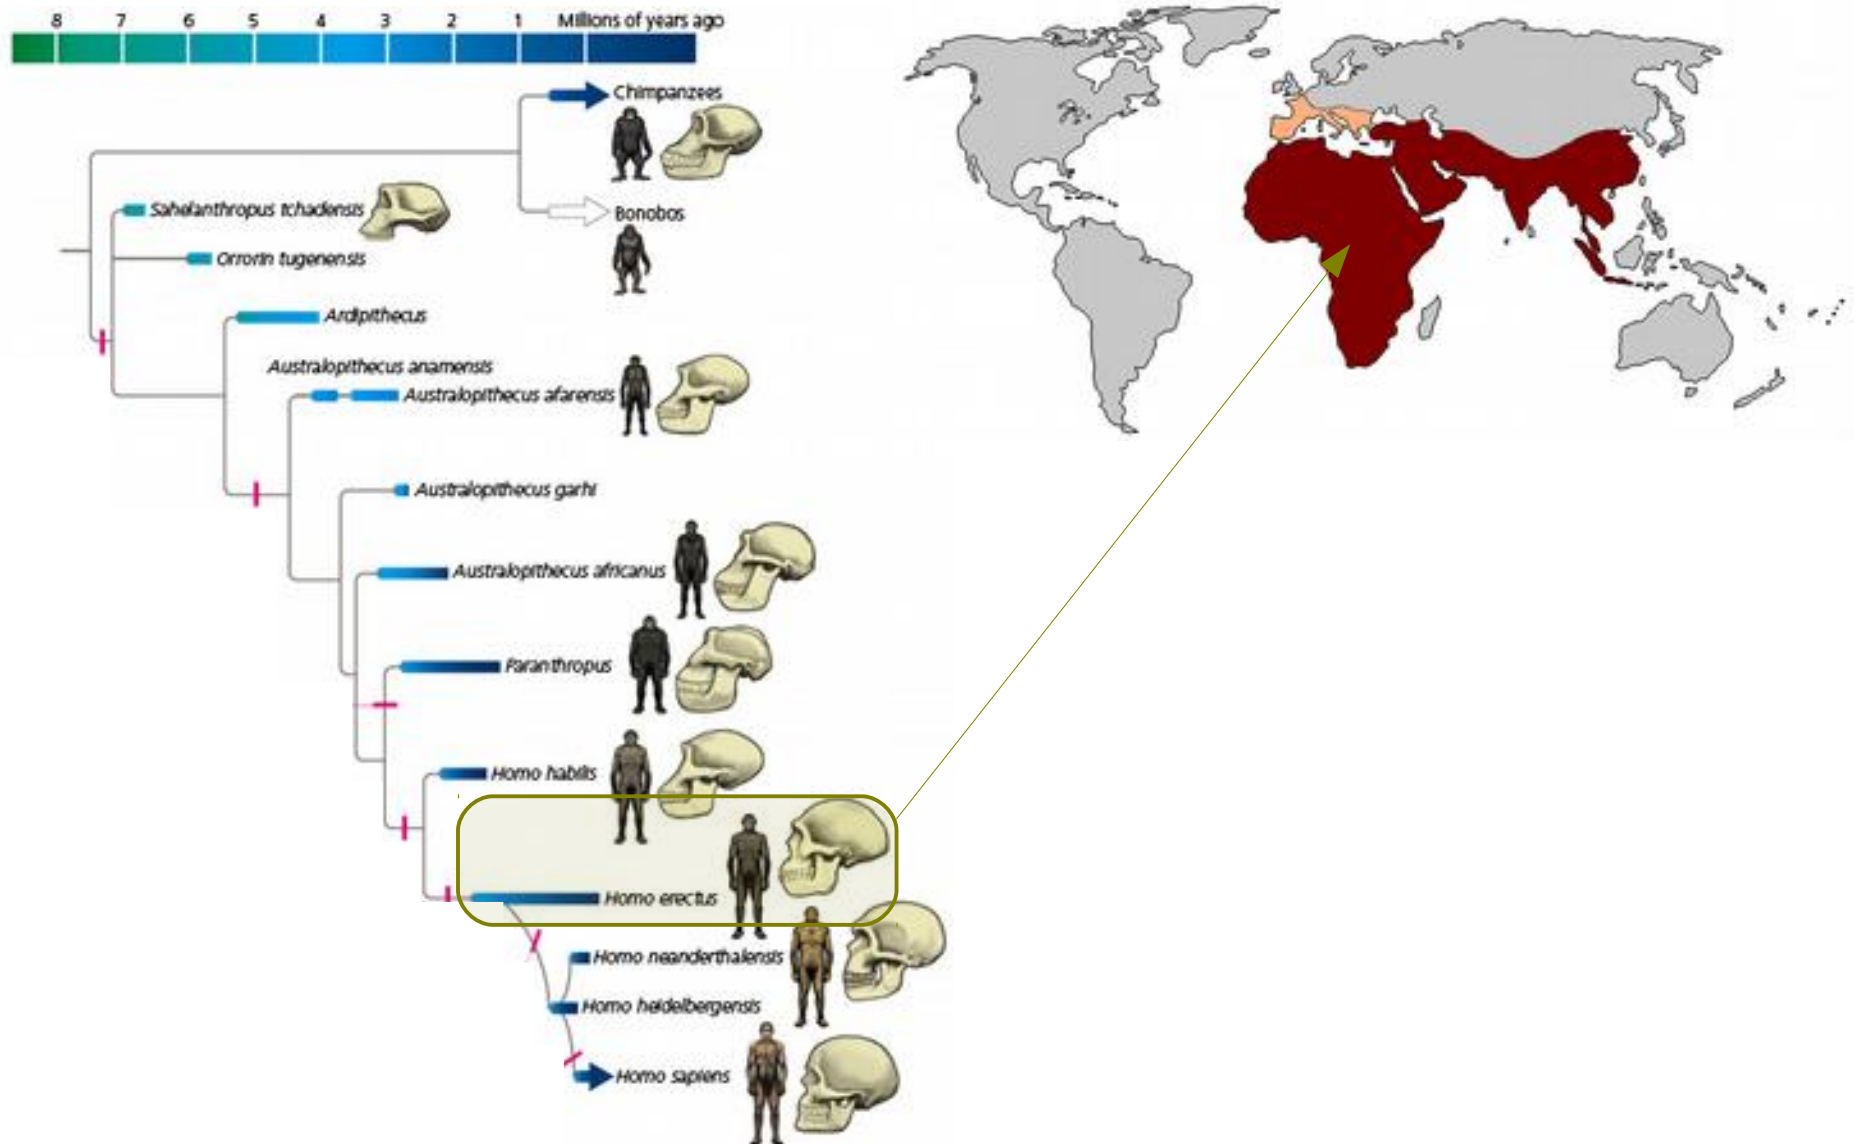 8 7 6 5 4 3 2 1 Millions of years ago
Chimpanzees
Sahelanthropus tchadensis
Bonobos
Orrorin tugenensis
Ardipithecus
Australopithecus anamensis
Australopithecus afarensis
Australopithecus garhi
Australopithecus africanus
Paranthropus
Homo habilis
Homo erectus
Homo neanderthalensis
Homo heidelbergensis
Homo sapiens